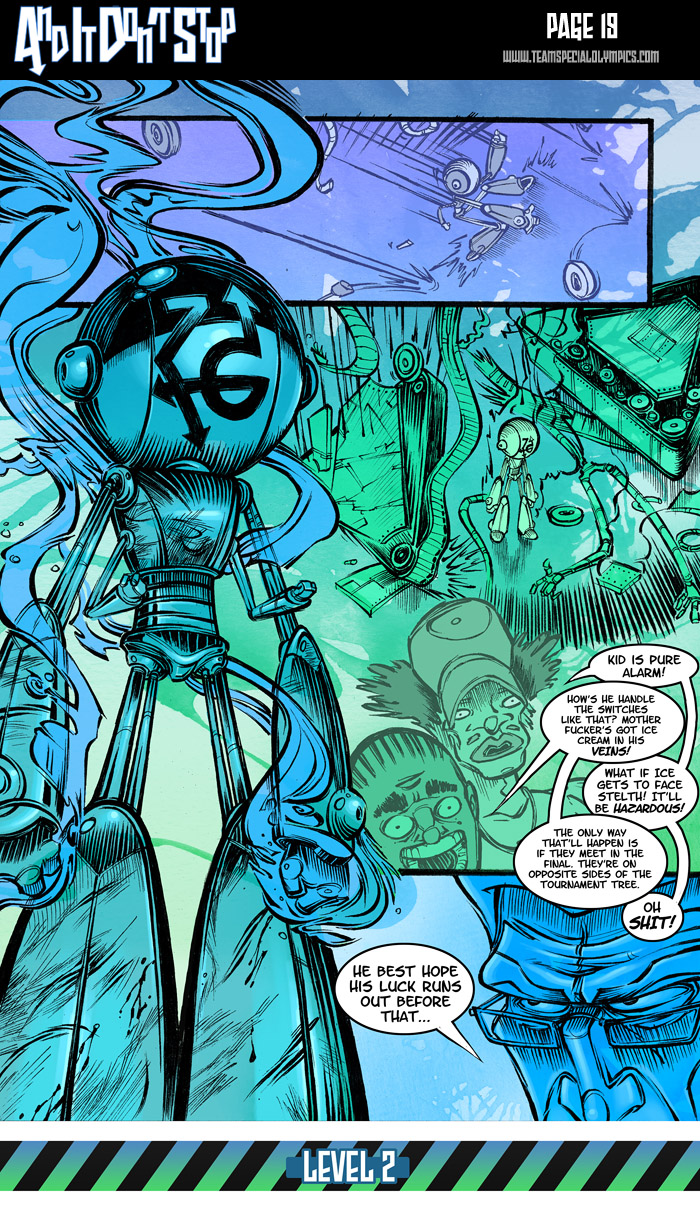 AND IT DON'T STOP
PAGE 19
WWW.TEAMSPECIALOLYMPICS.COM
KID IS PURE
ALARM!
HOW'S HE HANDLE
THE SWITCHES
LIKE THAT? MOTHER
FUCKER'S GOT ICE
CREAM IN HIS
VEINS!
WHAT IF ICE
GETS TO FACE
STELTH! IT'LL
BE HAZARDOUS!
THE ONLY WAY
THAT'LL HAPPEN IS
IF THEY MEET IN THE
FINAL. THEY'RE ON
OPPOSITE SIDES OF THE
TOURNAMENT TREE.
OH
SHIT!
HE BEST HOPE
HIS LUCK RUNS
OUT BEFORE
THAT...
LEVEL 2